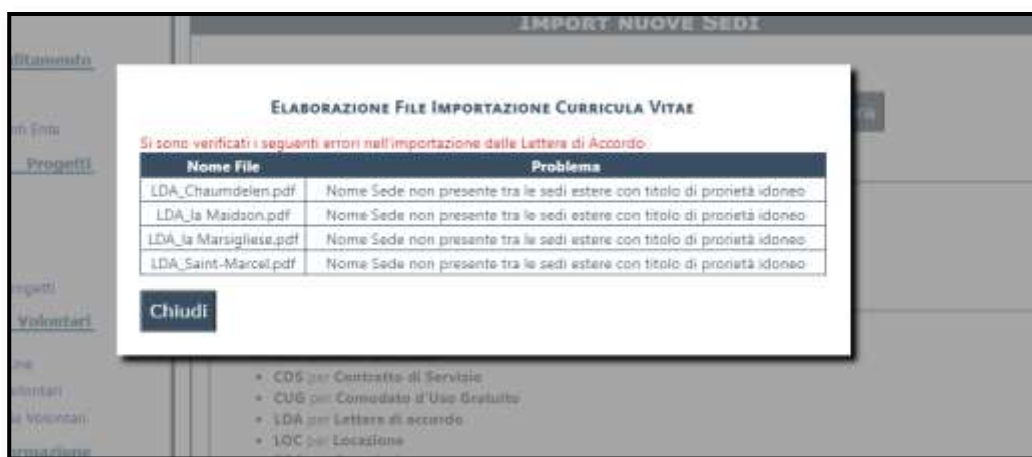 IMPORT NUOVE SEDI
ELABORAZIONE FILE IMPORTAZIONE CURRICULA VITAE
Si sono verificati i seguenti errori nell'importazione delle Lettere di Accordo
Nome File Problema
LDA_Chaumdelen.pdf Nome Sede non presente tra le sedi estere con titolo di prorietà idoneo
LDA_la Maidson.pdf Nome Sede non presente tra le sedi estere con titolo di prorietà idoneo
LDA_la Marsigliese.pdf Nome Sede non presente tra le sedi estere con titolo di prorietà idoneo
LDA_Saint-Marcel.pdf Nome Sede non presente tra le sedi estere con titolo di prorietà idoneo
Chiudi
Progetti
Volontari
Volontari
• CDS per Contratto di Servizio
• CUG per Comodato d'Uso Gratuito
• LDA per Lettera di accordo
• LOC per Locazione